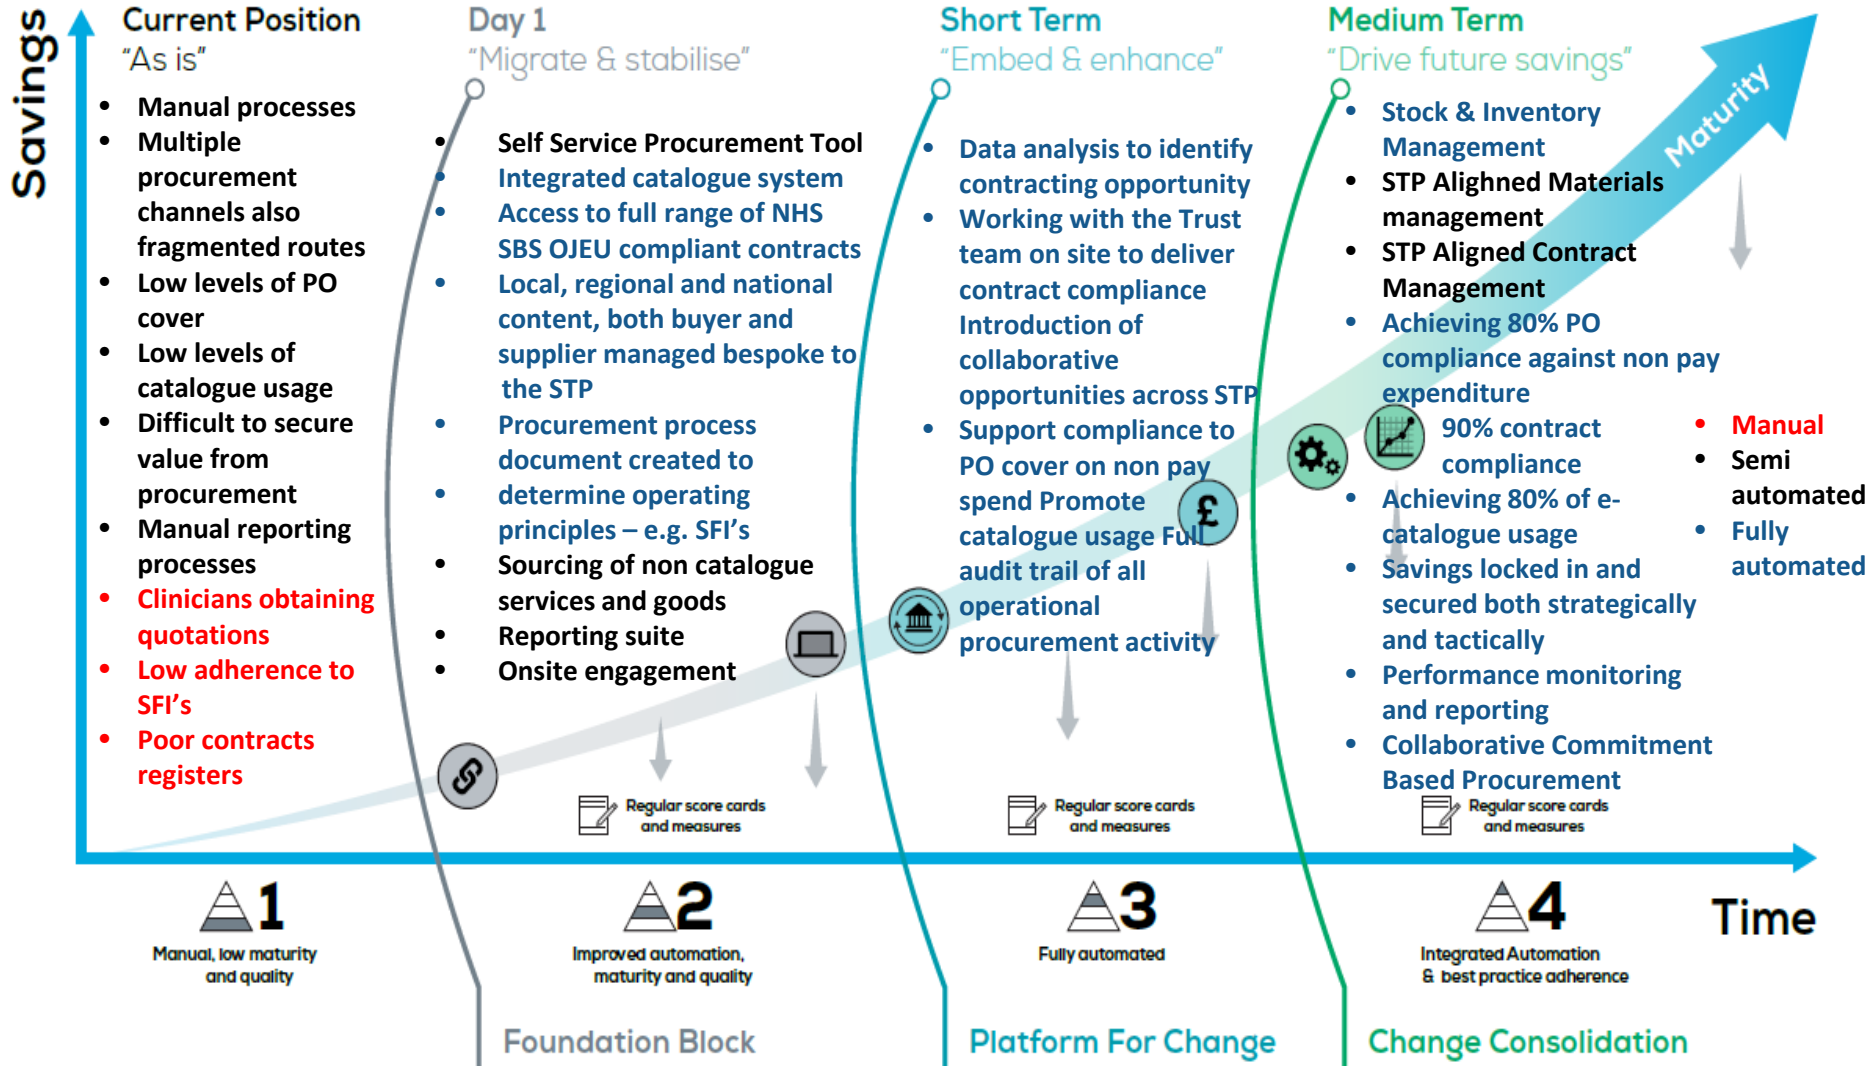 Savings
Current Position
"As is"
• Manual processes
• Multiple
procurement
channels also
fragmented routes
• Low levels of PO
cover
• Low levels of
catalogue usage
• Difficult to secure
value from
procurement
• Manual reporting
processes
• Clinicians obtaining
quotations
• Low adherence to
SFI's
• Poor contracts
registers
Day 1
"Migrate & stabilise"
• Self Service Procurement Tool
• Integrated catalogue system
• Access to full range of NHS
SBS OJEU compliant contracts
• Local, regional and national
content, both buyer and
supplier managed bespoke to
the STP
• Procurement process
document created to
• determine operating
principles – e.g. SFI's
• Sourcing of non catalogue
services and goods
• Reporting suite
• Onsite engagement
Regular score cards
and measures
Short Term
"Embed & enhance"
• Data analysis to identify
contracting opportunity
• Working with the Trust
team on site to deliver
contract compliance
Introduction of
collaborative
opportunities across STP
• Support compliance to
PO cover on non pay
spend Promote
catalogue usage Full
audit trail of all
operational
procurement activity
£
Regular score cards
and measures
Medium Term
"Drive future savings"
• Stock & Inventory
Management
• STP Alighned Materials
management
• STP Aligned Contract
Management
• Achieving 80% PO
compliance against non pay
expenditure
90% contract
compliance
• Achieving 80% of e-
catalogue usage
• Savings locked in and
secured both strategically
and tactically
• Performance monitoring
and reporting
• Collaborative Commitment
Based Procurement
Regular score cards
and measures
Maturity
• Manual
• Semi
automated
• Fully
automated
1
Manual, low maturity
and quality
2
Improved automation,
maturity and quality
3
Fully automated
4
Integrated Automation
& best practice adherence
Time
Foundation Block
Platform For Change
Change Consolidation